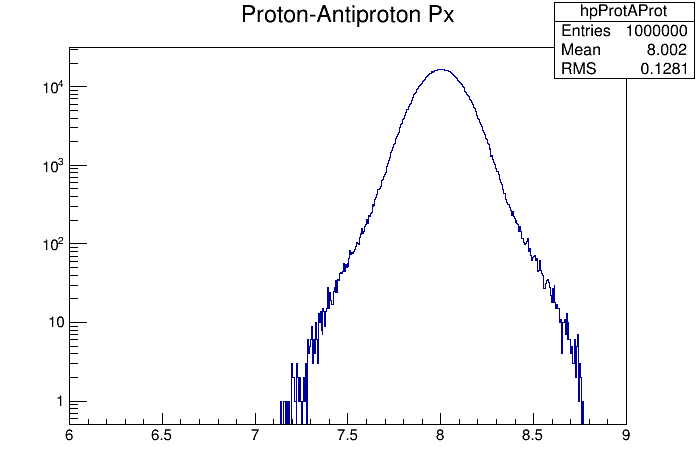 Proton-Antiproton Px
hpProtAProt
Entries 1000000
Mean 8.002
RMS 0.1281
10⁴
10³
10²
10
1
6 6.5 7 7.5 8 8.5 9